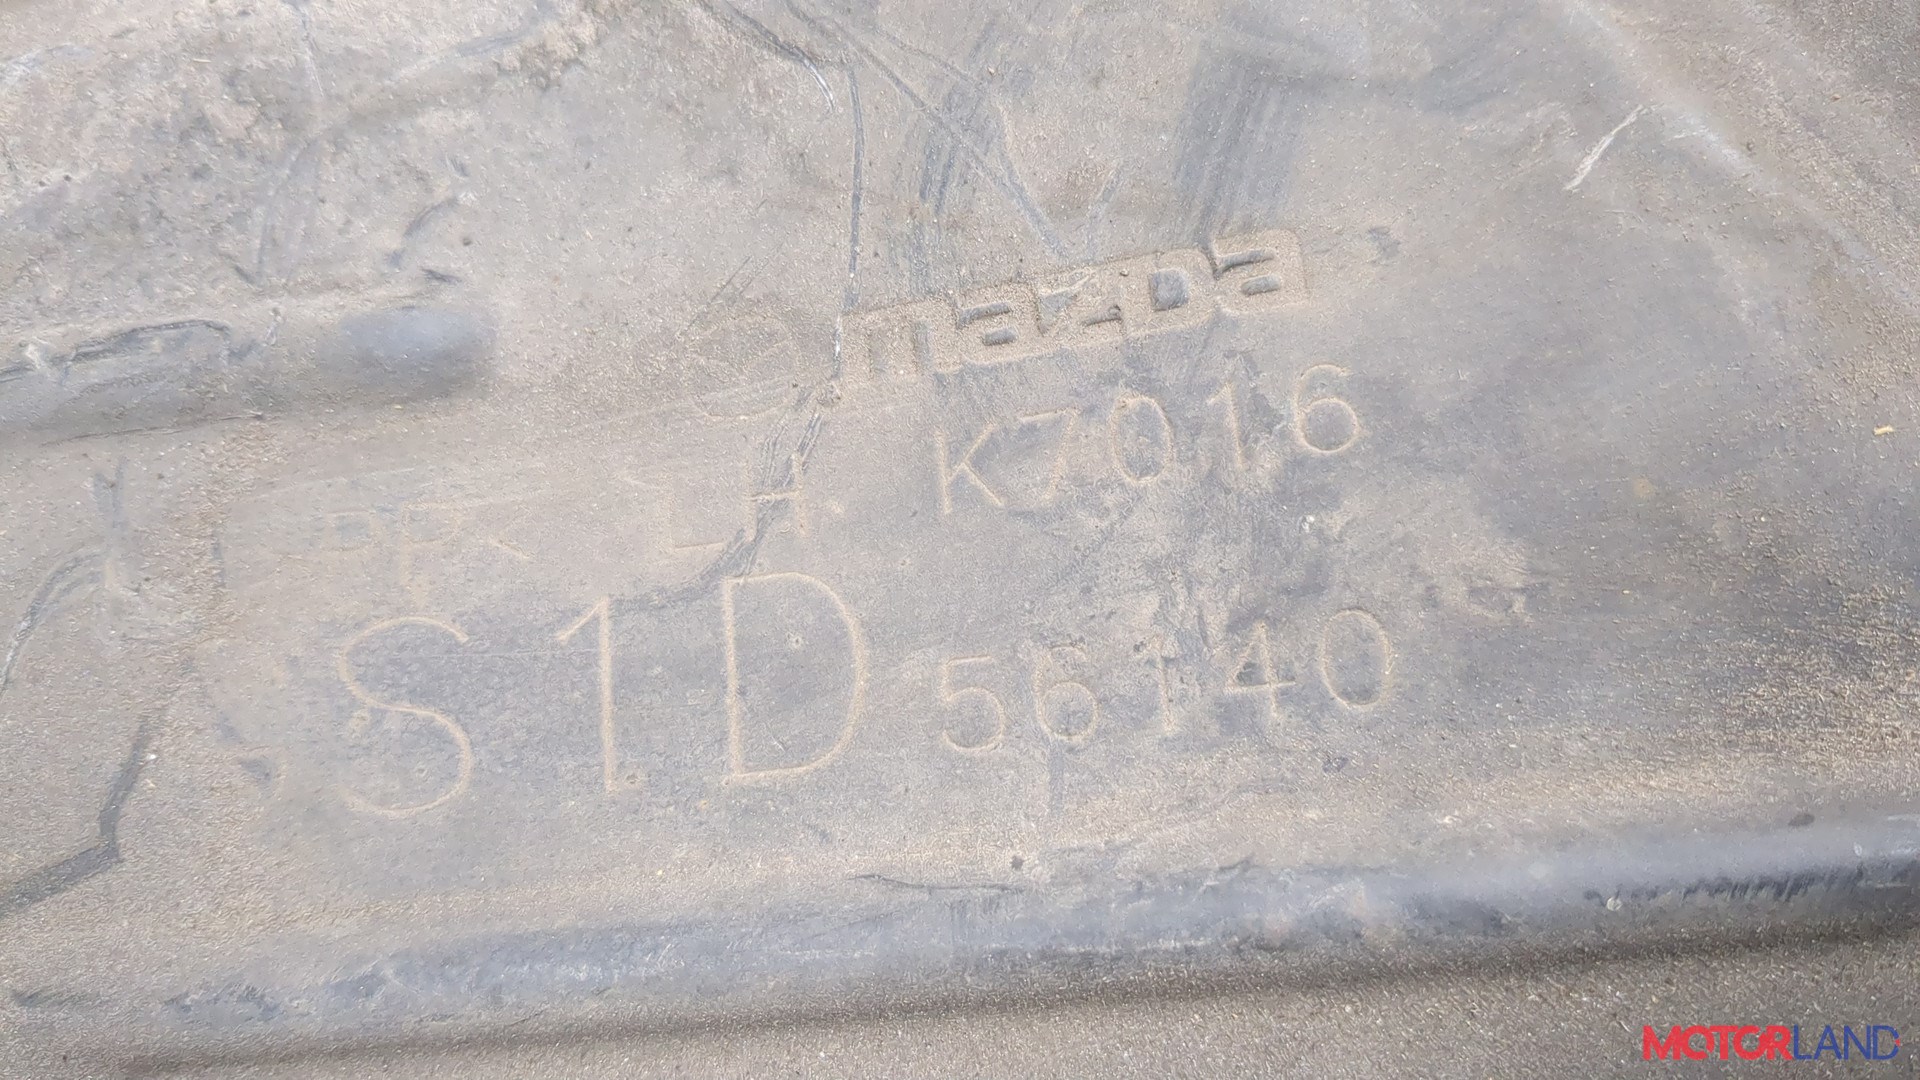 mazda
LH K7016
S1D 56140
MOTORLAND